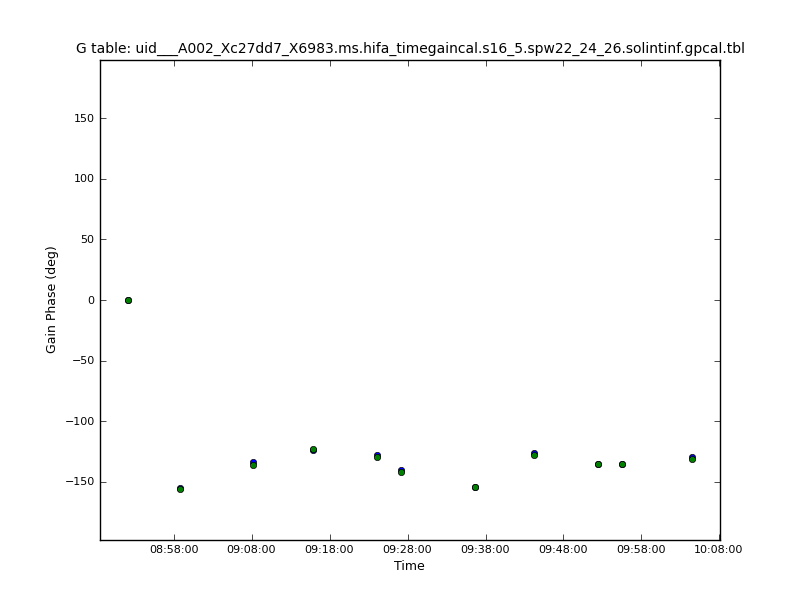 G table: uid___A002_Xc27dd7_X6983.ms.hifa_timegaincal.s16_5.spw22_24_26.solintinf.gpcal.tbl
150
100
50
0
−50
−100
−150
Gain Phase (deg)
08:58:00 09:08:00 09:18:00 09:28:00 09:38:00 09:48:00 09:58:00 10:08:00
Time